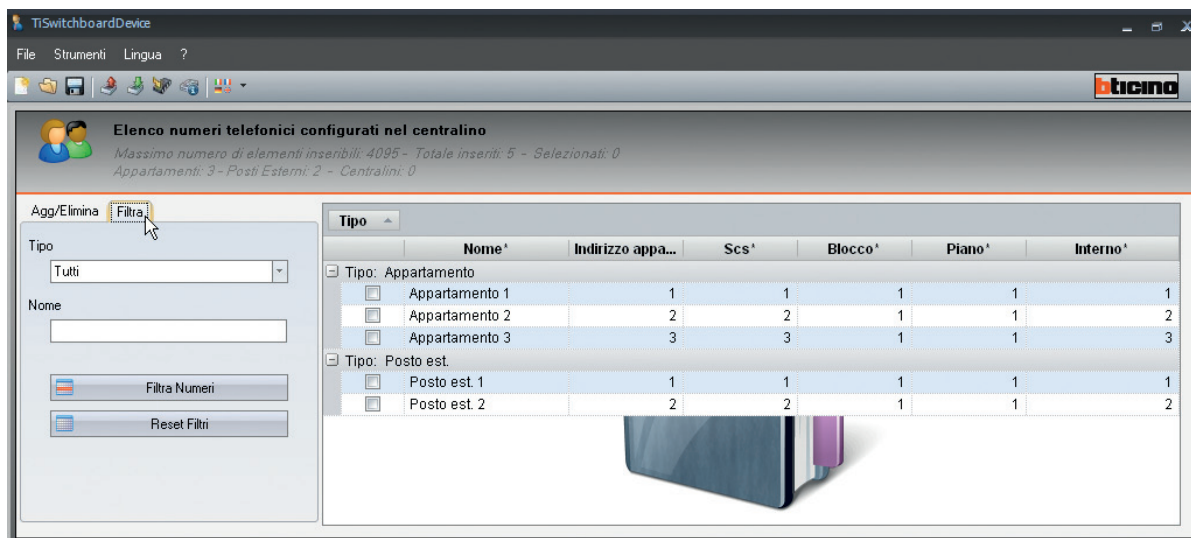 TiSwitchboardDevice
File Strumenti Lingua ?
bticino
Elenco numeri telefonici configurati nel centralino
Massimo numero di elementi inseribili: 4095 - Totale inseriti: 5 - Selezionati: 0
Appartamenti: 3 - Posti Esterni: 2 - Centralini: 0
Agg/Elimina Filtra
Tipo
Tutti
Nome
Filtra Numeri
Reset Filtri
Tipo
Nome* Indirizzo appa... Scs* Blocco* Piano* Interno*
Tipo: Appartamento
Appartamento 1 1 1 1 1 1
Appartamento 2 2 2 1 1 2
Appartamento 3 3 3 1 1 3
Tipo: Posto est.
Posto est. 1 1 1 1 1 1
Posto est. 2 2 2 1 1 2